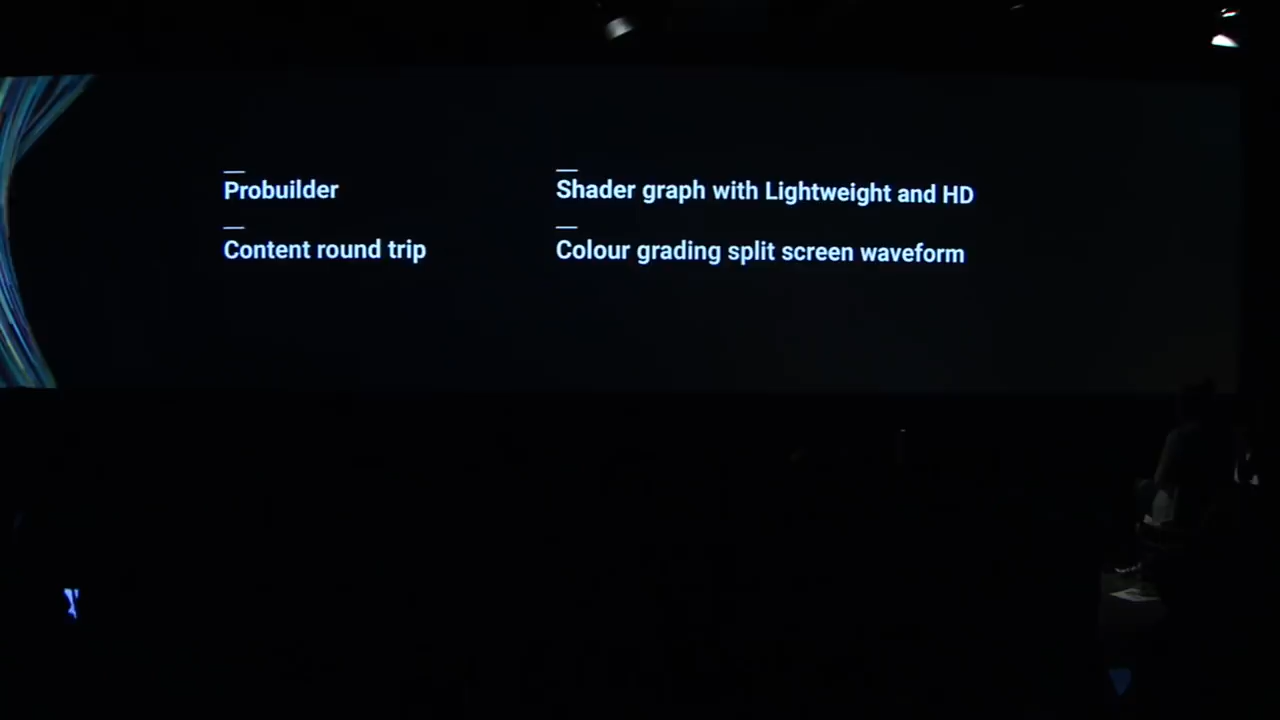 Probuilder
Content round trip
Shader graph with Lightweight and HD
Colour grading split screen waveform